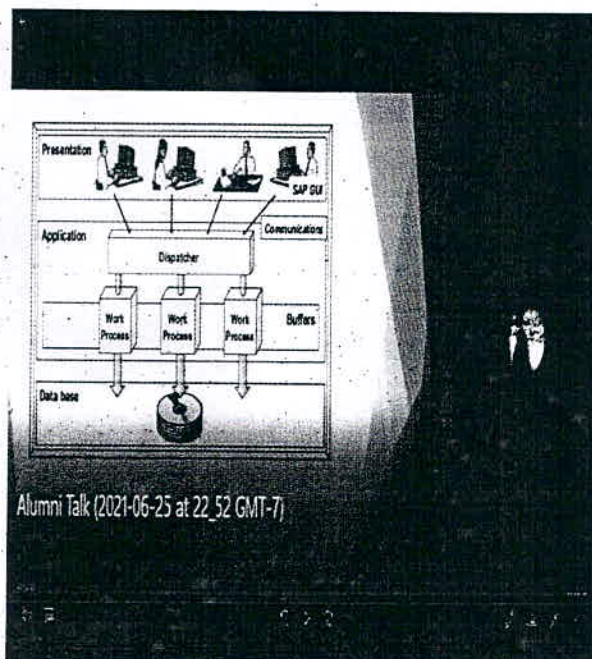 Presentation
SAP GUI
Communications
Application
Dispatcher
Work
Process
Work
Process
Work
Process
Buffers
Data base
Alumni Talk (2021-06-25 at 22_52 GMT-7)